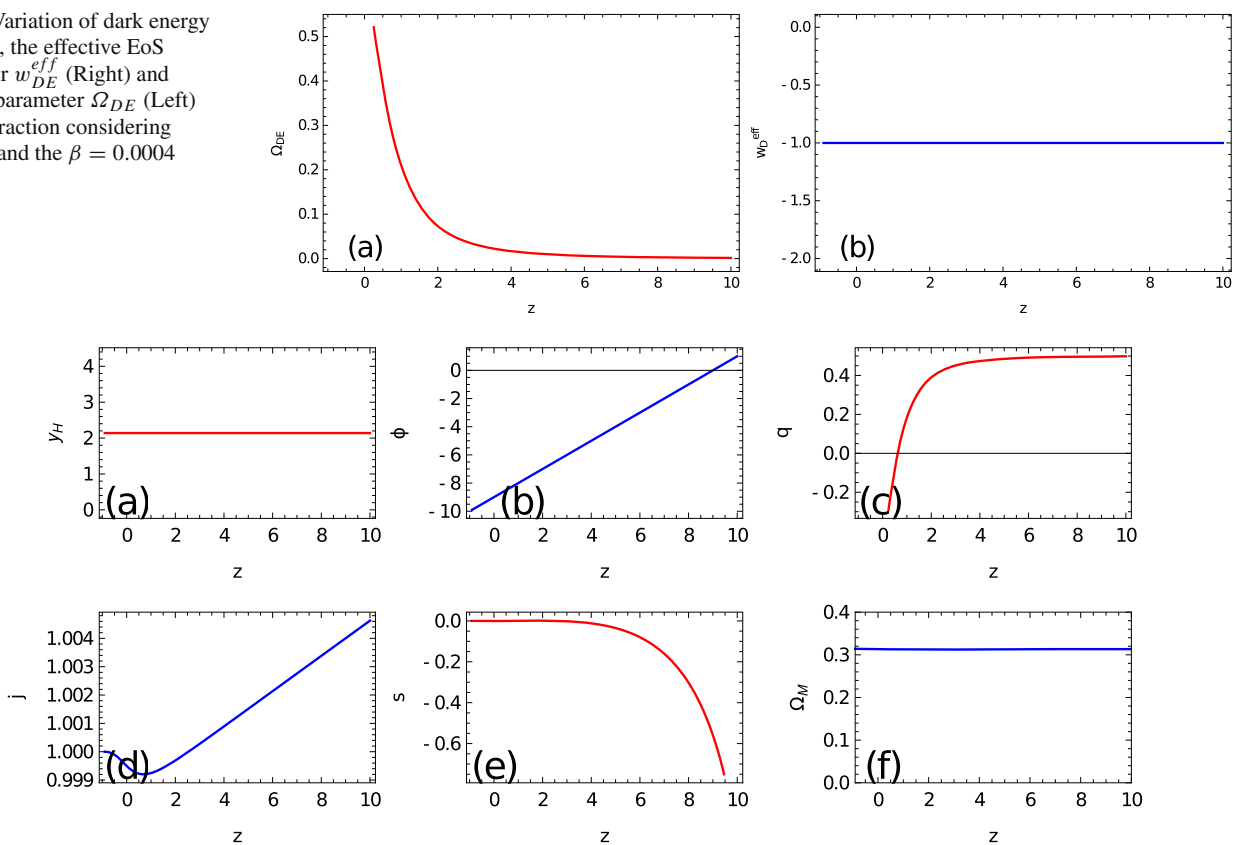 Variation of dark energy
, the effective EoS
r w_{DE}^{eff} (Right) and
parameter Ω_{DE} (Left)
raction considering
and the β = 0.0004
0.5
0.4
0.3
0.2
0.1
0.0
Ω_{DE}
(a)
0 2 4 6 8 10
z
0.0
- 0.5
- 1.0
- 1.5
- 2.0
w_D^{eff}
(b)
0 2 4 6 8 10
z
4
3
2
1
0
y_H
(a)
0 2 4 6 8 10
z
0
- 2
- 4
- 6
- 8
- 10
ϕ
(b)
0 2 4 6 8 10
z
0.4
0.2
0.0
- 0.2
q
(c)
0 2 4 6 8 10
z
1.004
1.003
1.002
1.001
1.000
0.999
j
(d)
0 2 4 6 8 10
z
0.0
- 0.2
- 0.4
- 0.6
s
(e)
0 2 4 6 8 10
z
0.4
0.3
0.2
0.1
0.0
Ω_M
(f)
0 2 4 6 8 10
z